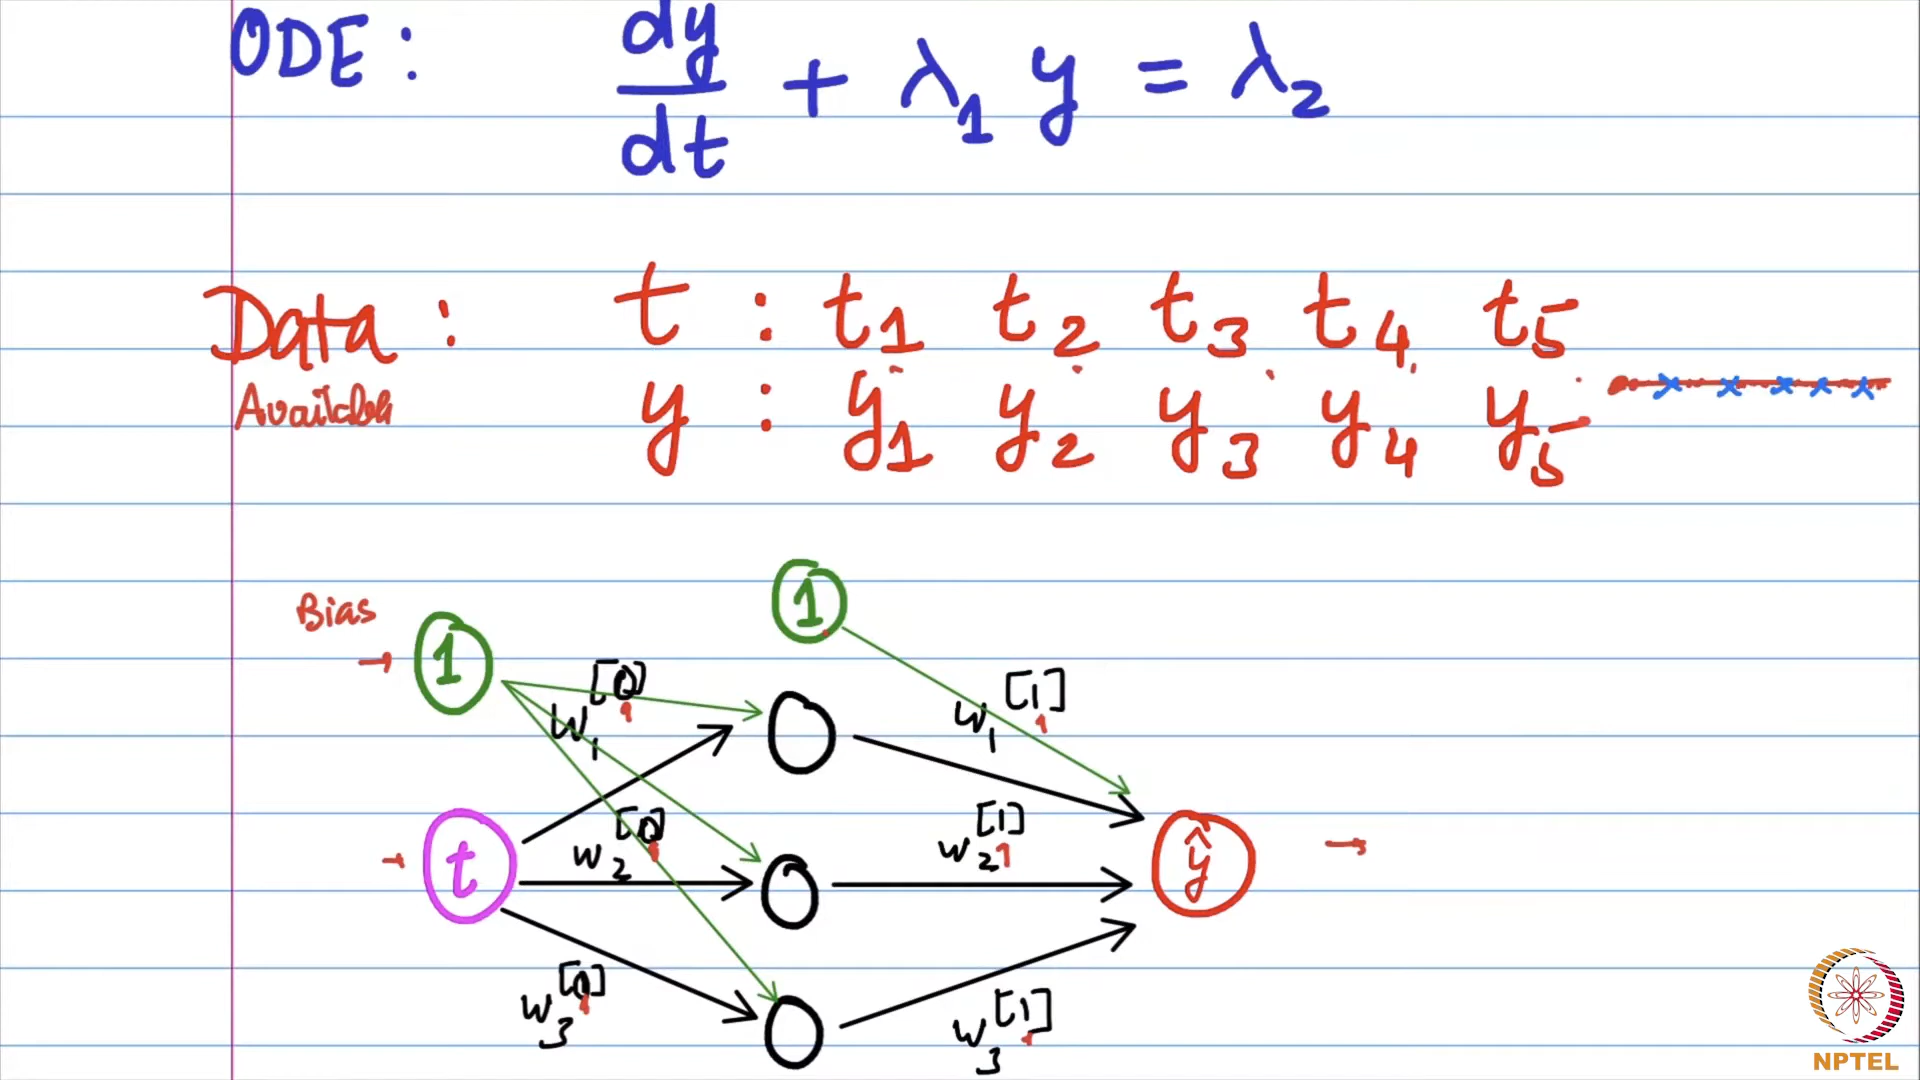 ODE : dy/dt + λ₁ y = λ₂
Data : t : t₁ t₂ t₃ t₄ t₅
y : y₁ y₂ y₃ y₄ y₅
1
Bias
1
w₁^[0] w₁^[1]
w₂^[0] w₂^[1]
t ŷ
w₃^[0] w₃^[1]
NPTEL